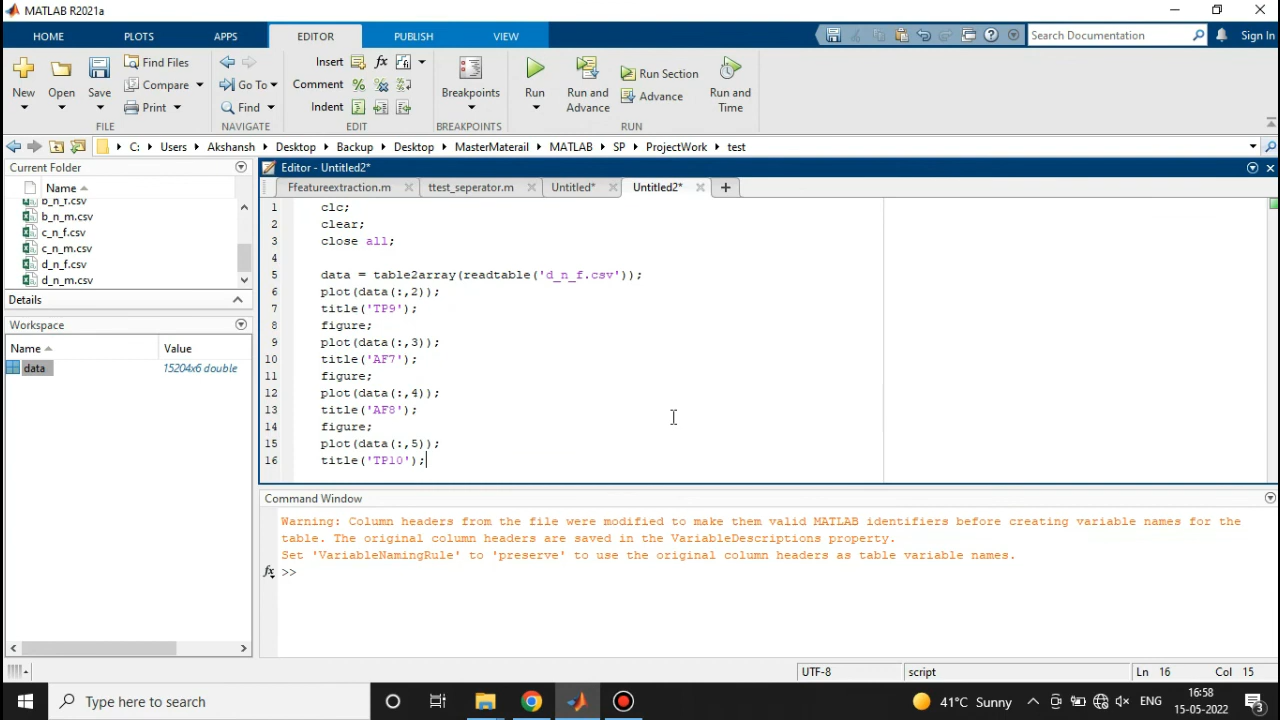 MATLAB R2021a
HOME PLOTS APPS EDITOR PUBLISH VIEW Search Documentation Sign In
New Open Save Find Files Compare Print
FILE
Go To Find
NAVIGATE
Insert fx
Comment %
Indent
EDIT
Breakpoints
BREAKPOINTS
Run Run and Advance Run Section Advance Run and Time
RUN
C: Users Akshansh Desktop Backup Desktop MasterMaterail MATLAB SP ProjectWork test
Current Folder
Name
b_n_f.csv
b_n_m.csv
c_n_f.csv
c_n_m.csv
d_n_f.csv
d_n_m.csv
Details
Workspace
Name Value
data 15204x6 double
Editor - Untitled2*
Ffeatureextraction.m ttest_seperator.m Untitled* Untitled2* +
1 clc;
2 clear;
3 close all;
4
5 data = table2array(readtable('d_n_f.csv'));
6 plot(data(:,2));
7 title('TP9');
8 figure;
9 plot(data(:,3));
10 title('AF7');
11 figure;
12 plot(data(:,4));
13 title('AF8');
14 figure;
15 plot(data(:,5));
16 title('TP10');
Command Window
Warning: Column headers from the file were modified to make them valid MATLAB identifiers before creating variable names for the
table. The original column headers are saved in the VariableDescriptions property.
Set 'VariableNamingRule' to 'preserve' to use the original column headers as table variable names.
fx >>
UTF-8 script Ln 16 Col 15
Type here to search
41°C Sunny ENG
16:58
15-05-2022
3